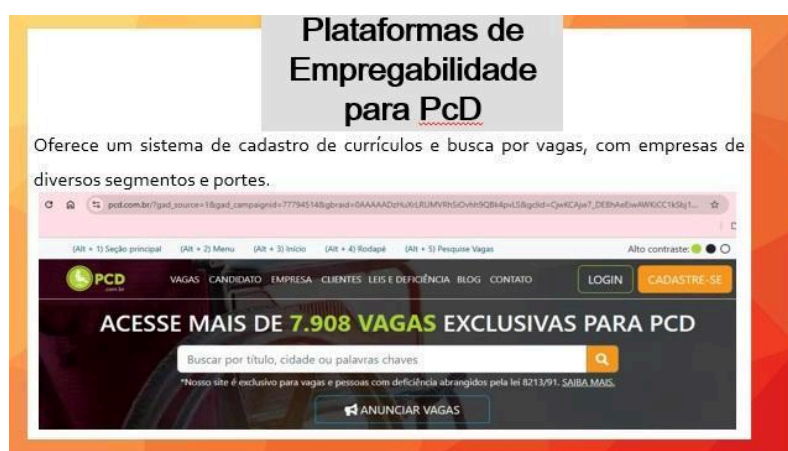 Plataformas de
Empregabilidade
para PcD
Oferece um sistema de cadastro de currículos e busca por vagas, com empresas de
diversos segmentos e portes.
(Alt + 1) Seção principal (Alt + 2) Menu (Alt + 3) Início (Alt + 4) Rodapé (Alt + 5) Pesquise Vagas Alto contraste:
PCD VAGAS CANDIDATO EMPRESA CLIENTES LEIS E DEFICIÊNCIA BLOG CONTATO LOGIN CADASTRE-SE
.com.br
ACESSE MAIS DE 7.908 VAGAS EXCLUSIVAS PARA PCD
Buscar por título, cidade ou palavras chaves
*Nosso site é exclusivo para vagas e pessoas com deficiência abrangidos pela lei 8213/91. SAIBA MAIS.
ANUNCIAR VAGAS